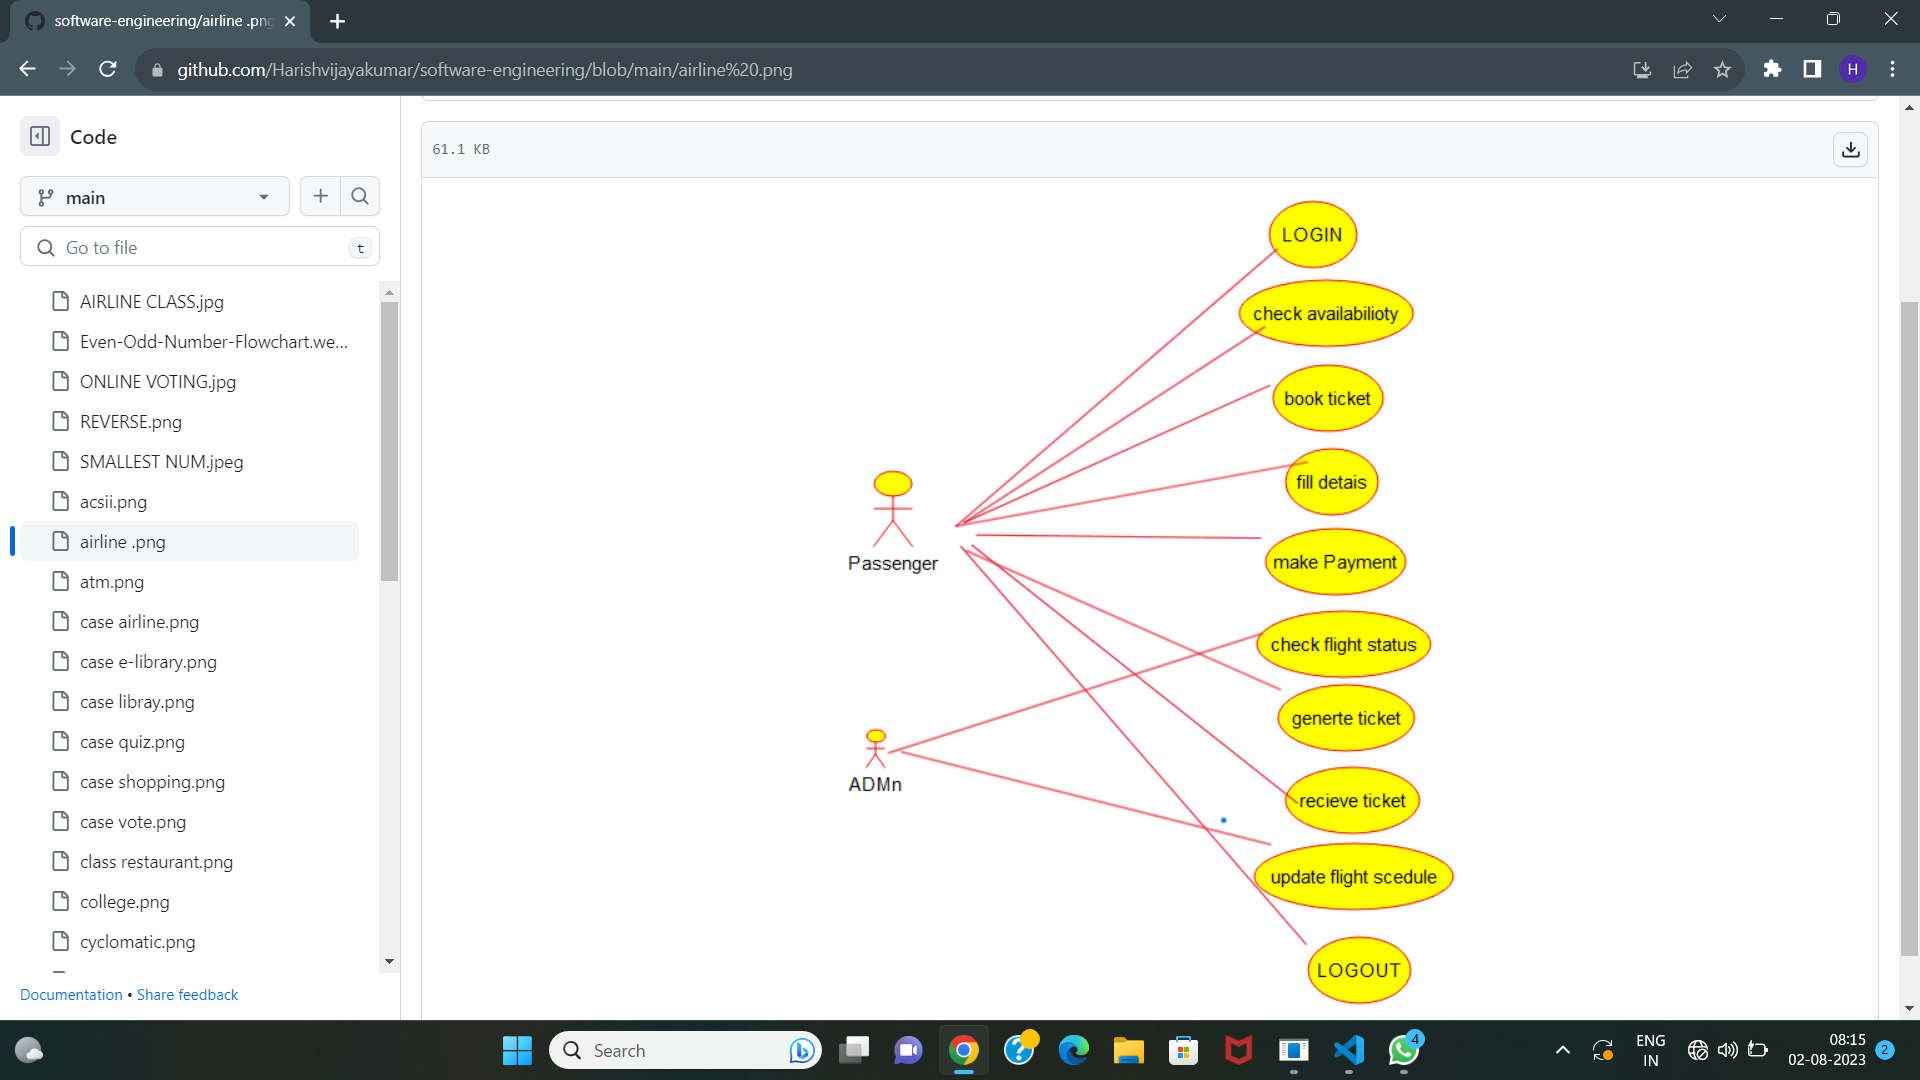 software-engineering/airline .png
github.com/Harishvijayakumar/software-engineering/blob/main/airline%20.png
H
Code
main
Go to file
t
AIRLINE CLASS.jpg
Even-Odd-Number-Flowchart.we...
ONLINE VOTING.jpg
REVERSE.png
SMALLEST NUM.jpeg
acsii.png
airline .png
atm.png
case airline.png
case e-library.png
case libray.png
case quiz.png
case shopping.png
case vote.png
class restaurant.png
college.png
cyclomatic.png
Documentation • Share feedback
61.1 KB
LOGIN
check availabilioty
book ticket
fill detais
make Payment
check flight status
generte ticket
recieve ticket
update flight scedule
LOGOUT
Passenger
ADMn
Search
4
ENG
IN
08:15
02-08-2023
2